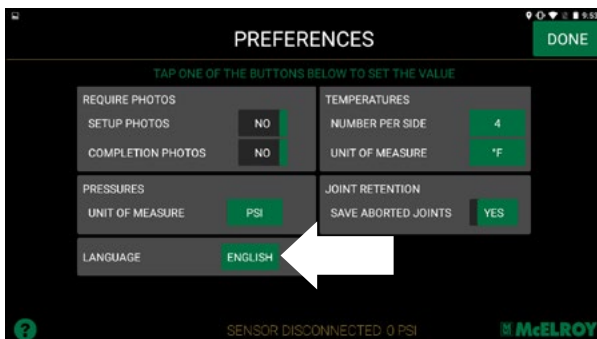 9:53
PREFERENCES
DONE
TAP ONE OF THE BUTTONS BELOW TO SET THE VALUE
REQUIRE PHOTOS
SETUP PHOTOS NO
COMPLETION PHOTOS NO
TEMPERATURES
NUMBER PER SIDE 4
UNIT OF MEASURE °F
PRESSURES
UNIT OF MEASURE PSI
JOINT RETENTION
SAVE ABORTED JOINTS YES
LANGUAGE ENGLISH
?
SENSOR DISCONNECTED 0 PSI
McELROY